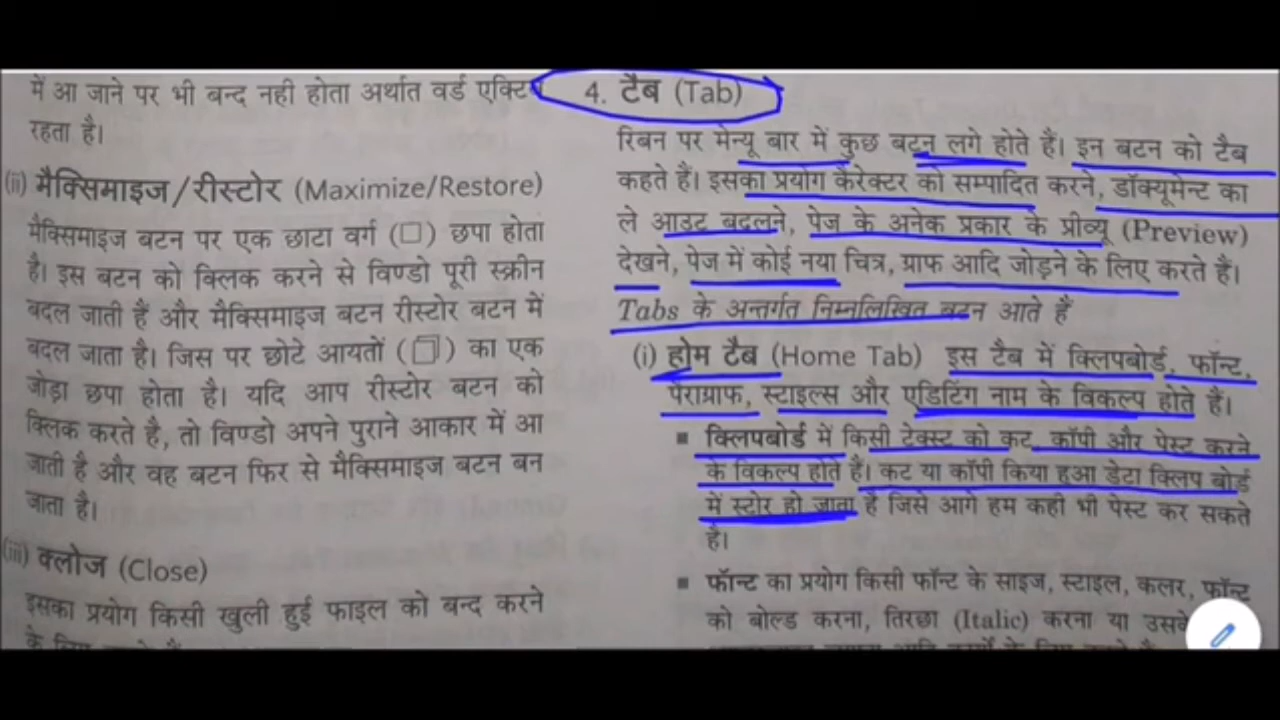 में आ जाने पर भी बन्द नही होता अर्थात वर्ड एक्टि
रहता है।
(ii) मैक्सिमाइज/रीस्टोर (Maximize/Restore)
मैक्सिमाइज बटन पर एक छाटा वर्ग (□) छपा होता
है। इस बटन को क्लिक करने से विण्डो पूरी स्क्रीन
बदल जाती है और मैक्सिमाइज बटन रीस्टोर बटन में
बदल जाता है। जिस पर छोटे आयतों (❐) का एक
जोड़ा छपा होता है। यदि आप रीस्टोर बटन को
क्लिक करते है, तो विण्डो अपने पुराने आकार में आ
जाती है और वह बटन फिर से मैक्सिमाइज बटन बन
जाता है।
(iii) क्लोज (Close)
इसका प्रयोग किसी खुली हुई फाइल को बन्द करने
के लिए
4. टैब (Tab)
रिबन पर मेन्यू बार में कुछ बटन लगे होते हैं। इन बटन को टैब
कहते हैं। इसका प्रयोग कैरेक्टर को सम्पादित करने, डॉक्यूमेन्ट का
ले आउट बदलने, पेज के अनेक प्रकार के प्रीव्यू (Preview)
देखने, पेज में कोई नया चित्र, ग्राफ आदि जोड़ने के लिए करते हैं।
Tabs के अन्तर्गत निम्नलिखित बटन आते हैं
(i) होम टैब (Home Tab) इस टैब में क्लिपबोर्ड, फॉन्ट,
पैराग्राफ, स्टाइल्स और एडिटिंग नाम के विकल्प होते हैं।
▪ क्लिपबोर्ड में किसी टेक्स्ट को कट, कॉपी और पेस्ट करने
के विकल्प होते हैं। कट या कॉपी किया हुआ डेटा क्लिप बोर्ड
में स्टोर हो जाता है जिसे आगे हम कही भी पेस्ट कर सकते
है।
▪ फॉन्ट का प्रयोग किसी फॉन्ट के साइज, स्टाइल, कलर, फॉन्ट
को बोल्ड करना, तिरछा (Italic) करना या उसके